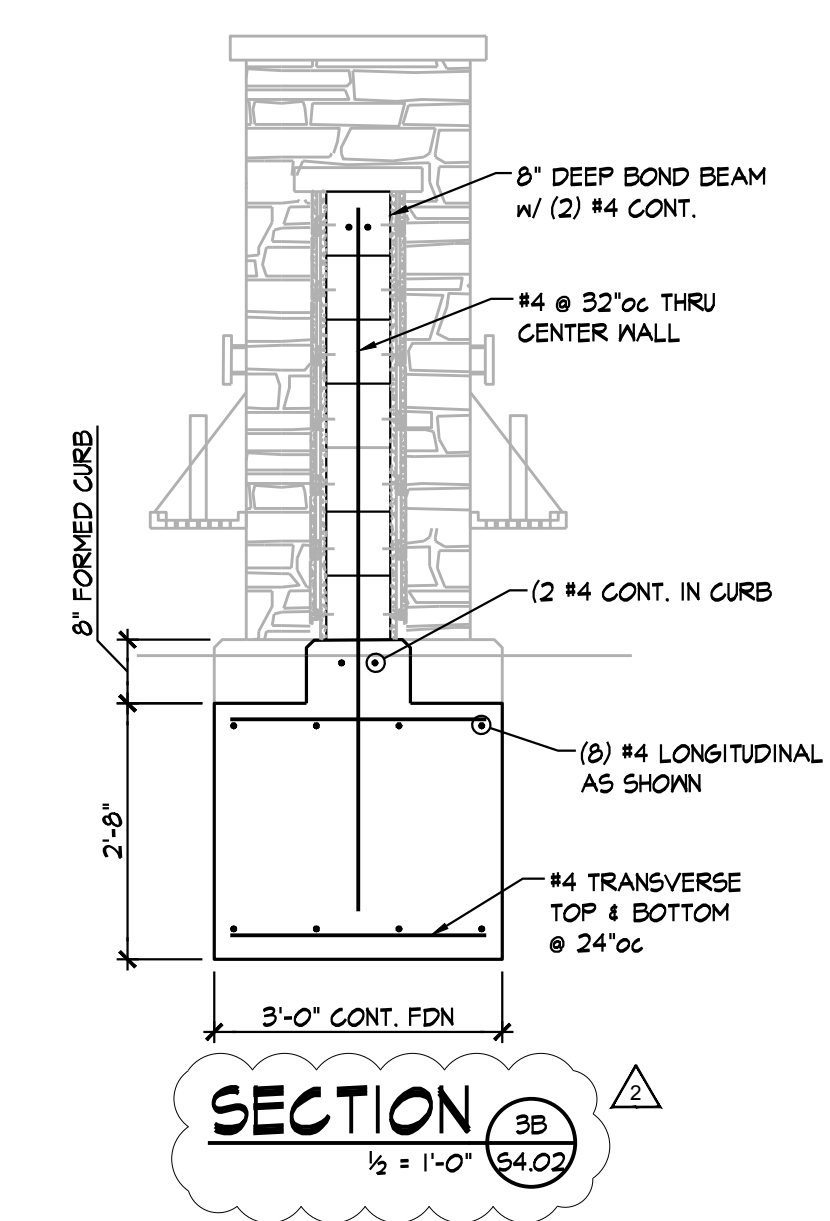 8" DEEP BOND BEAM
w/ (2) #4 CONT.
#4 @ 32"oc THRU
CENTER WALL
8" FORMED CURB
(2 #4 CONT. IN CURB
(8) #4 LONGITUDINAL
AS SHOWN
2'-8"
#4 TRANSVERSE
TOP & BOTTOM
@ 24"oc
3'-0" CONT. FDN
SECTION
3B
2
½ = 1'-0"
S4.02